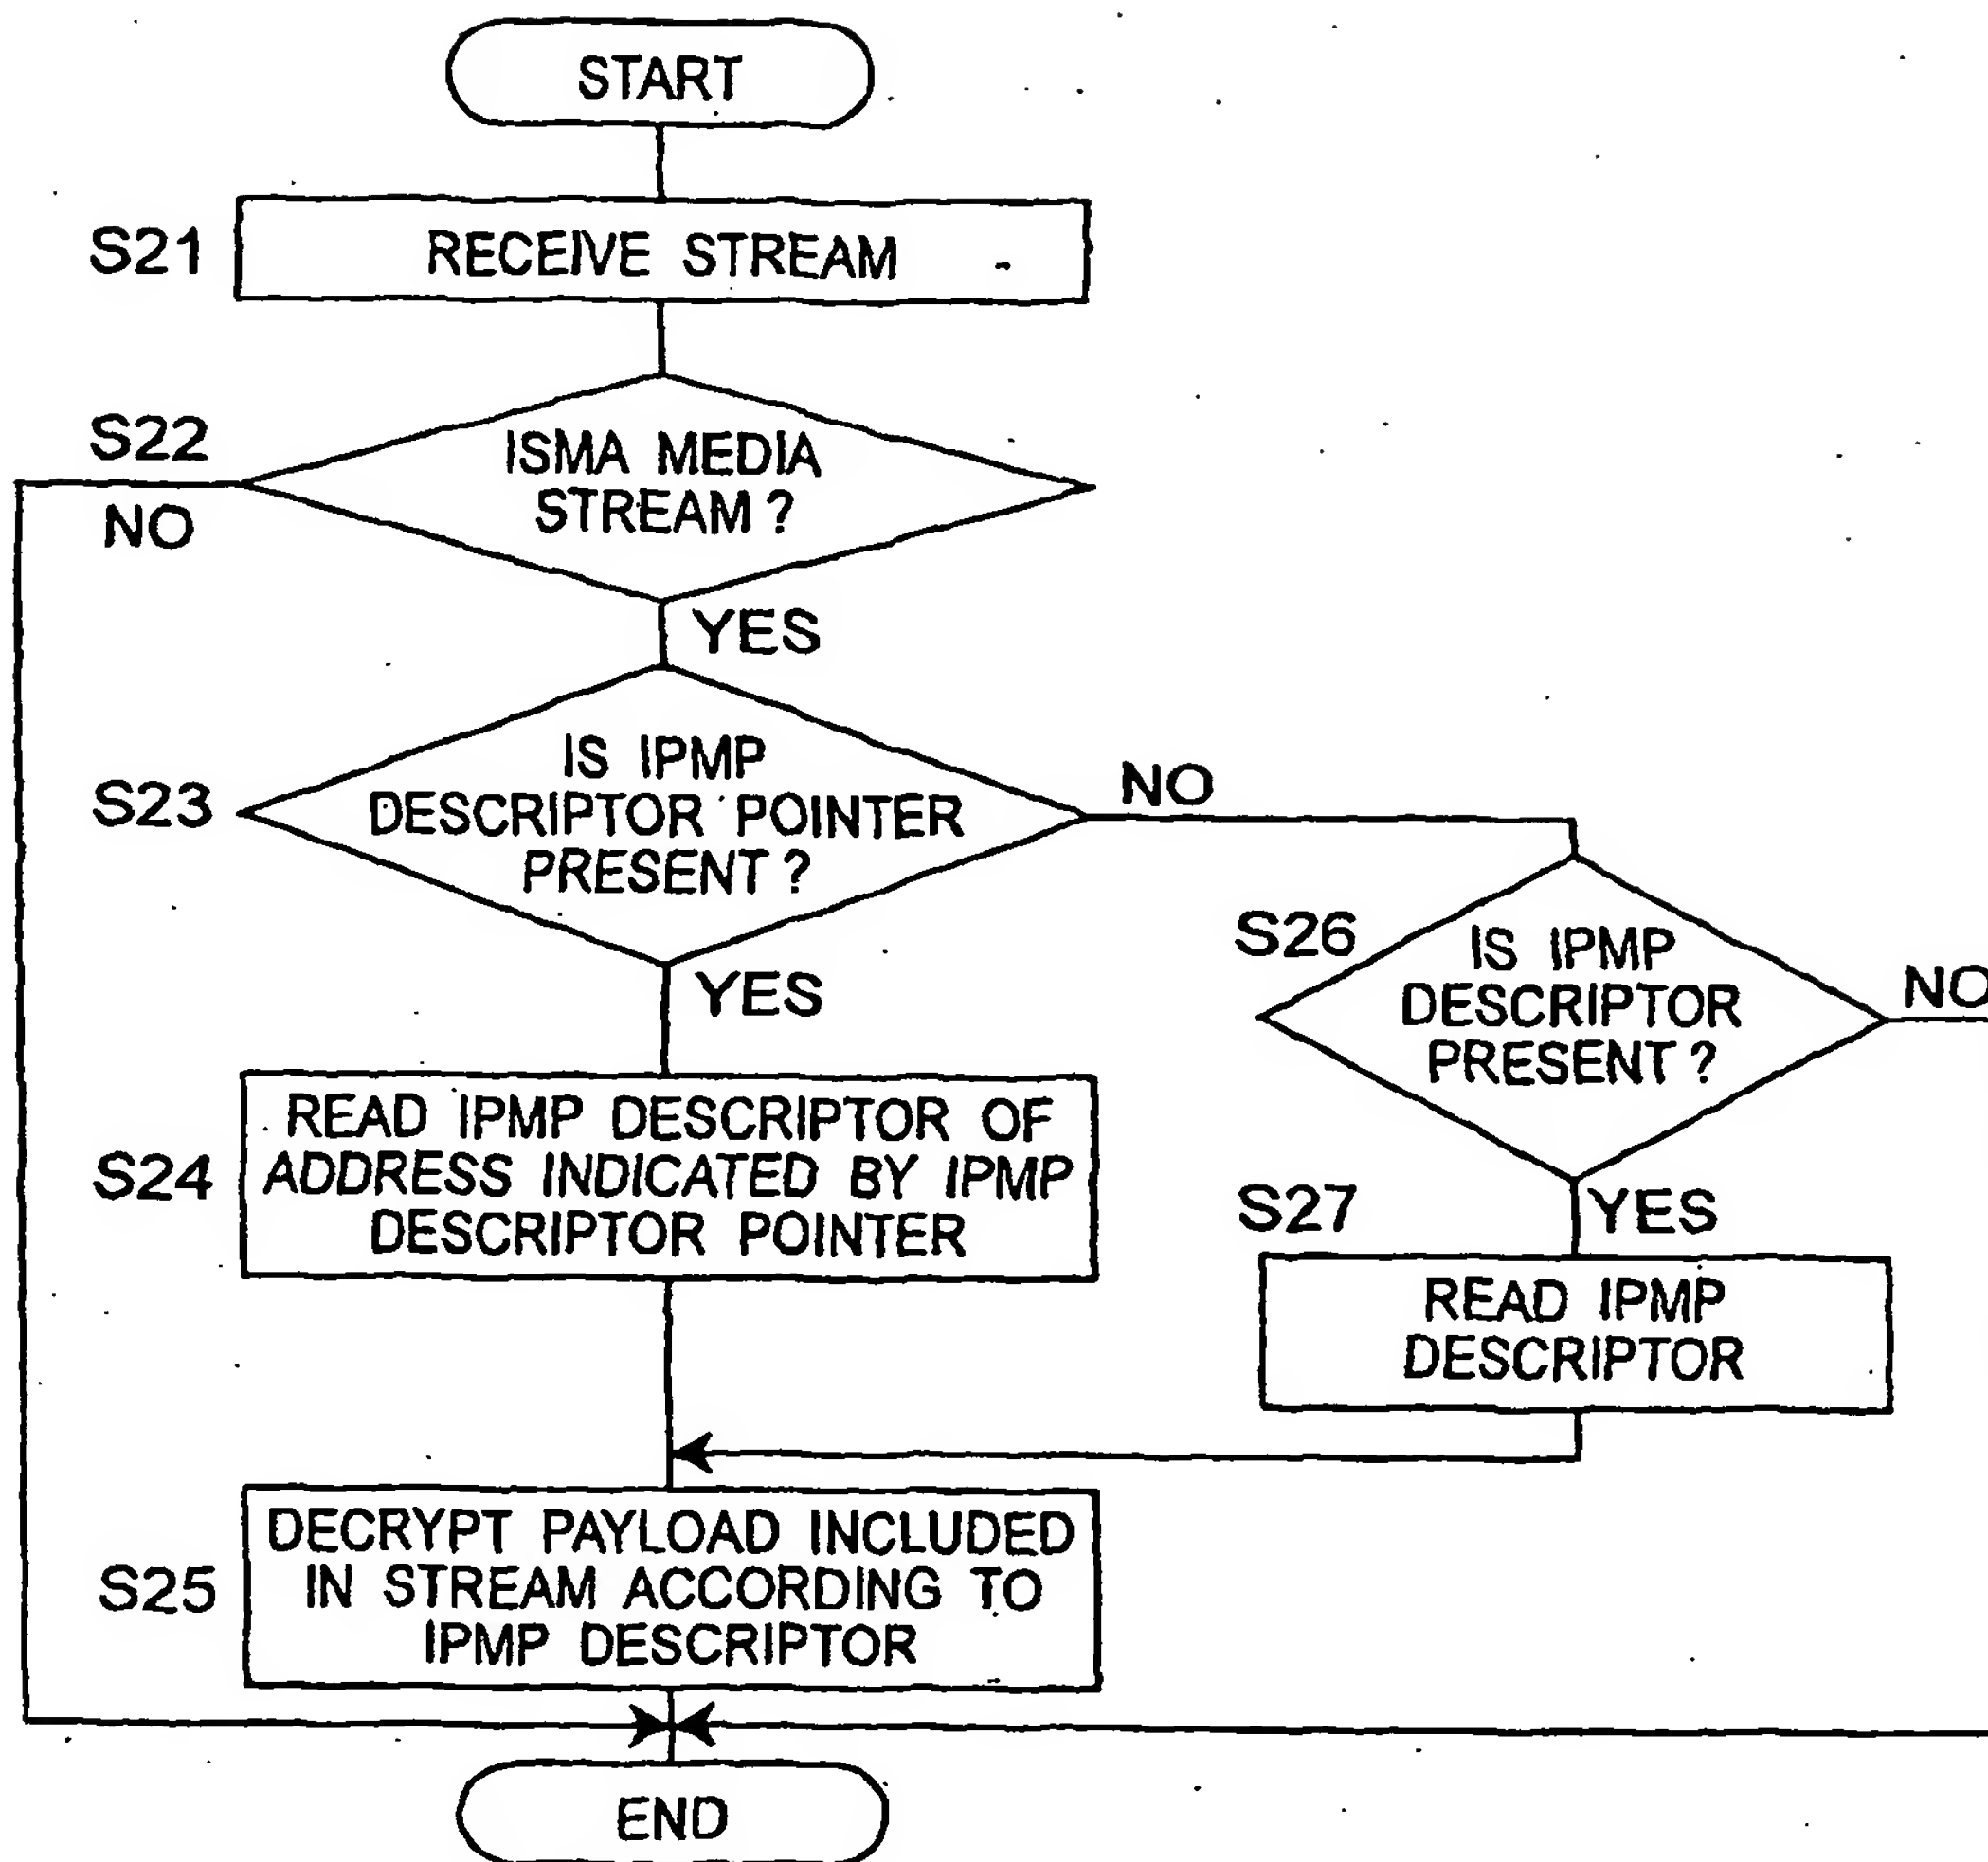 START
S21
RECEIVE STREAM
S22
NO
ISMA MEDIA
STREAM?
YES
S23
IS IPMP
DESCRIPTOR POINTER
PRESENT?
NO
YES
S26
IS IPMP
DESCRIPTOR
PRESENT?
NO
YES
S24
READ IPMP DESCRIPTOR OF
ADDRESS INDICATED BY IPMP
DESCRIPTOR POINTER
S27
READ IPMP
DESCRIPTOR
S25
DECRYPT PAYLOAD INCLUDED
IN STREAM ACCORDING TO
IPMP DESCRIPTOR
END